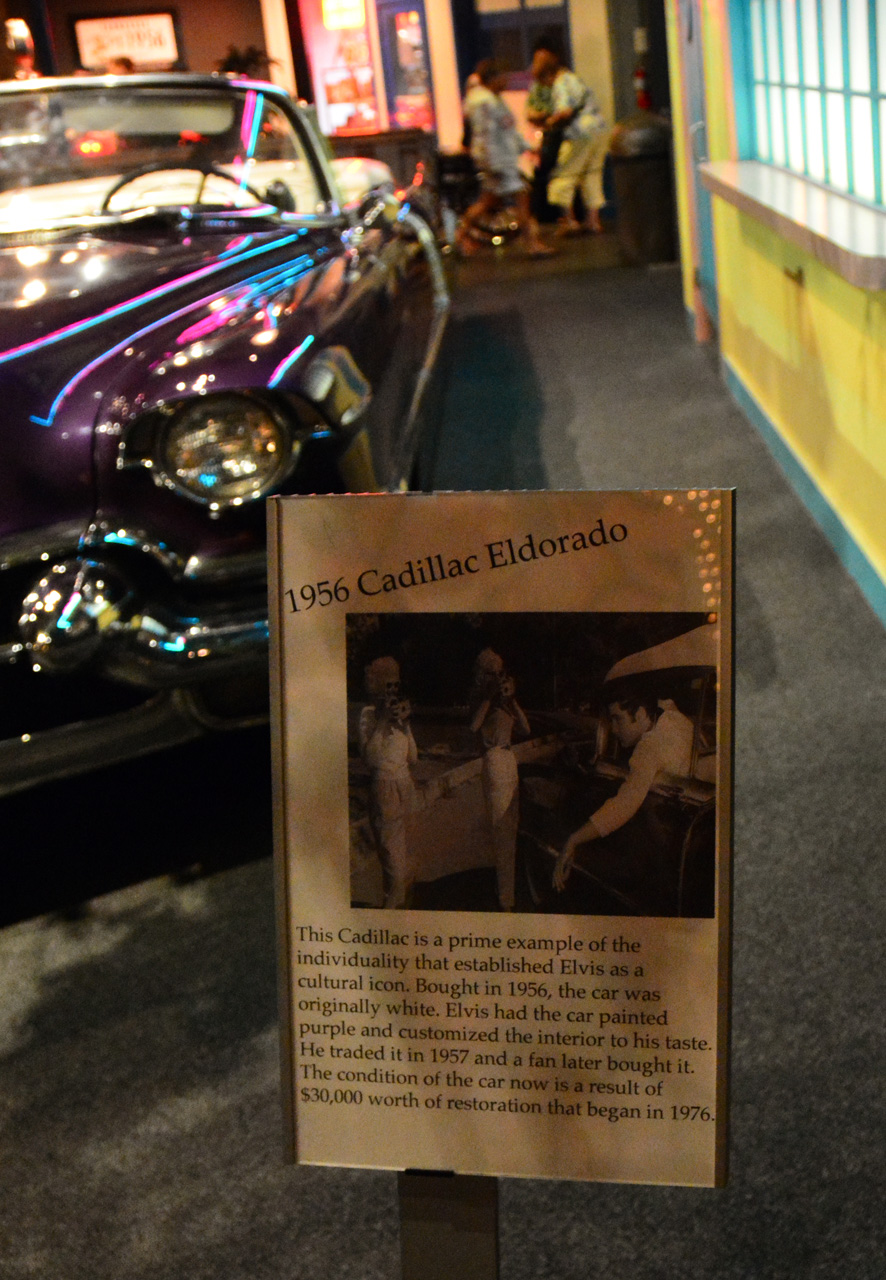 1956 Cadillac Eldorado
This Cadillac is a prime example of the
individuality that established Elvis as a
cultural icon. Bought in 1956, the car was
originally white. Elvis had the car painted
purple and customized the interior to his taste.
He traded it in 1957 and a fan later bought it.
The condition of the car now is a result of
$30,000 worth of restoration that began in 1976.